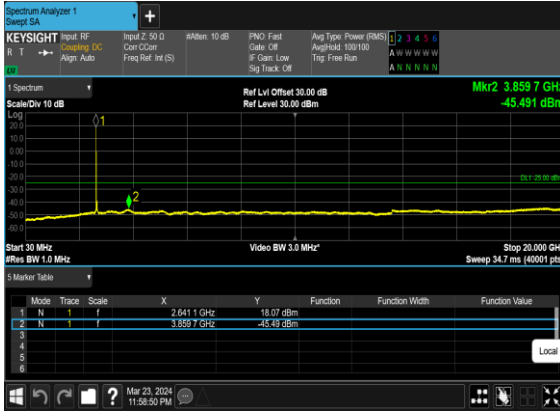 Spectrum Analyzer 1
Swept SA
+
KEYSIGHT Input: RF Input Z: 50 Ω #Atten: 10 dB PNO: Fast Avg Type: Power (RMS) 1 2 3 4 5 6
R T Coupling: DC Corr CCorr Gate: Off Avg|Hold: 100/100 A W W W W W
Align: Auto Freq Ref: Int (S) IF Gain: Low Trig: Free Run
Sig Track: Off A N N N N N
1 Spectrum Ref Lvl Offset 30.00 dB Mkr2 3.859 7 GHz
Scale/Div 10 dB Ref Level 30.00 dBm -45.491 dBm
Log
20.0
10.0
0.00
-10.0
-20.0
-30.0
-40.0
-50.0
-60.0
1
2
DL1 -25.00 dBm
Start 30 MHz Video BW 3.0 MHz* Stop 20.000 GH
#Res BW 1.0 MHz Sweep 34.7 ms (40001 pts
5 Marker Table
Mode Trace Scale X Y Function Function Width Function Value
1 N 1 f 2.641 1 GHz 18.07 dBm
2 N 1 f 3.859 7 GHz -45.49 dBm
3
4
5
6
Local
? Mar 23, 2024
11:58:50 PM